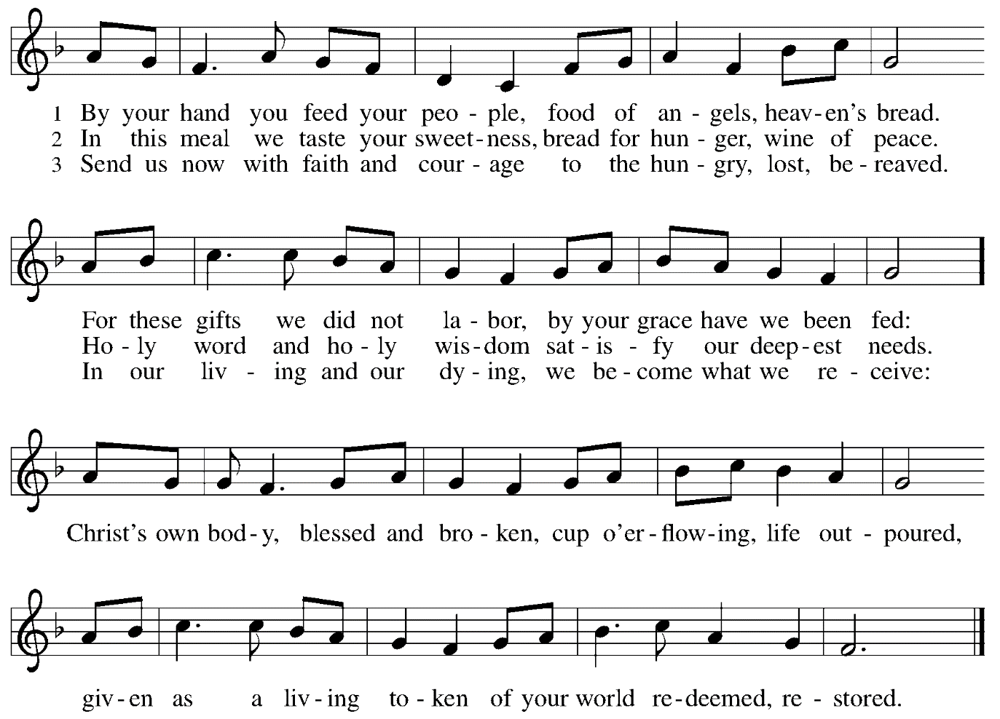 1 By your hand you feed your peo - ple, food of an - gels, heav - en's bread.
2 In this meal we taste your sweet - ness, bread for hun - ger, wine of peace.
3 Send us now with faith and cour - age to the hun - gry, lost, be - reaved.
For these gifts we did not la - bor, by your grace have we been fed:
Ho - ly word and ho - ly wis - dom sat - is - fy our deep - est needs.
In our liv - ing and our dy - ing, we be - come what we re - ceive:
Christ's own bod - y, blessed and bro - ken, cup o'er - flow - ing, life out - poured,
giv - en as a liv - ing to - ken of your world re - deemed, re - stored.